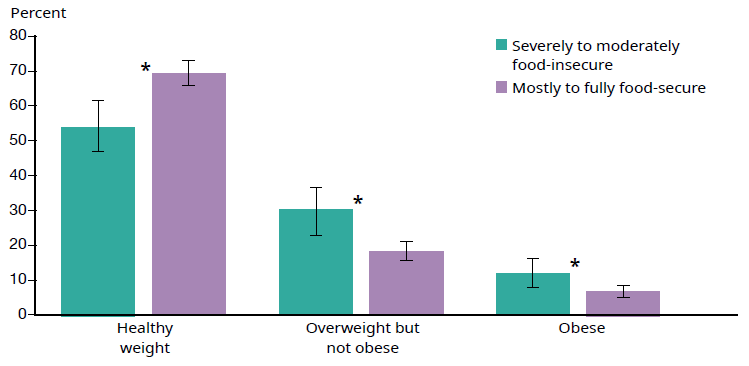 Percent
80
70
60
50
40
30
20
10
0
*
*
*
Severely to moderately
food-insecure
Mostly to fully food-secure
Healthy
weight
Overweight but
not obese
Obese